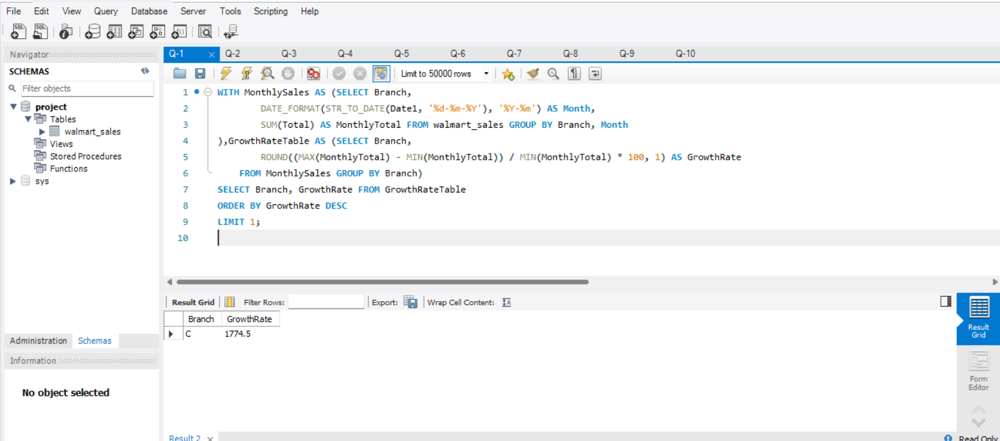 File Edit View Query Database Server Tools Scripting Help
Navigator
SCHEMAS
Filter objects
project
Tables
walmart_sales
Views
Stored Procedures
Functions
sys
Administration Schemas
Information
No object selected
Q-1 Q-2 Q-3 Q-4 Q-5 Q-6 Q-7 Q-8 Q-9 Q-10
Limit to 50000 rows
1 WITH MonthlySales AS (SELECT Branch,
2 DATE_FORMAT(STR_TO_DATE(Date1, '%d-%m-%Y'), '%Y-%m') AS Month,
3 SUM(Total) AS MonthlyTotal FROM walmart_sales GROUP BY Branch, Month
4 ),GrowthRateTable AS (SELECT Branch,
5 ROUND((MAX(MonthlyTotal) - MIN(MonthlyTotal)) / MIN(MonthlyTotal) * 100, 1) AS GrowthRate
6 FROM MonthlySales GROUP BY Branch)
7 SELECT Branch, GrowthRate FROM GrowthRateTable
8 ORDER BY GrowthRate DESC
9 LIMIT 1;
10
Result Grid Filter Rows: Export: Wrap Cell Content:
Branch GrowthRate
C 1774.5
Result
Grid
Form
Editor
Result 2 Read Only